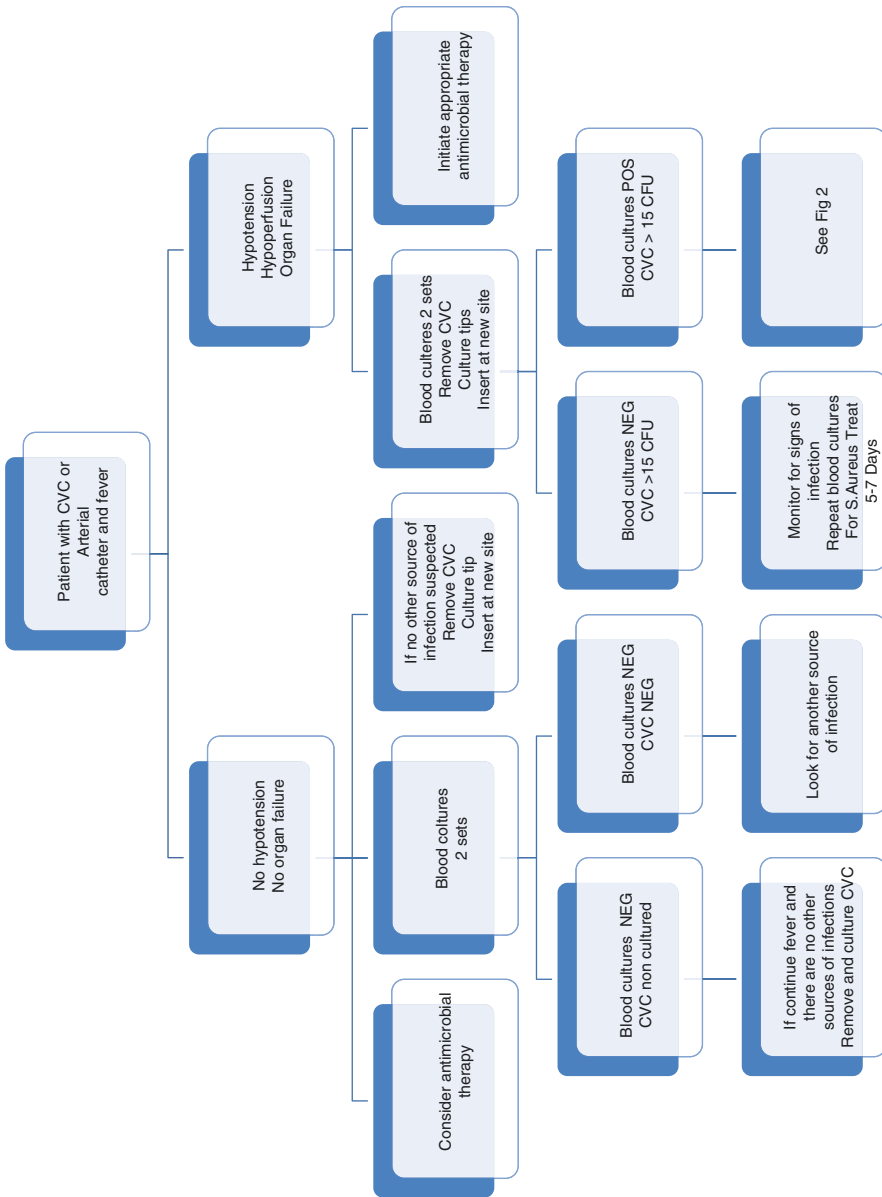 Patient with CVC or
Arterial
catheter and fever
No hypotension
No organ failure
Hypotension
Hypoperfusion
Organ Failure
Consider antimicrobial
therapy
Blood coltures
2 sets
If no other source of
infection suspected
Remove CVC
Culture tip
Insert at new site
Blood culteres 2 sets
Remove CVC
Culture tips
Insert at new site
Initiate appropriate
antimicrobial therapy
Blood cultures  NEG
CVC non cultured
Blood cultures NEG
CVC NEG
Blood cultures NEG
CVC >15 CFU
Blood cultures POS
CVC > 15 CFU
If continue fever and
there are no other
sources of infections
Remove and culture CVC
Look for another source
of infection
Monitor for signs of
infection
Repeat blood cultures
For S.Aureus Treat
5-7 Days
See Fig 2